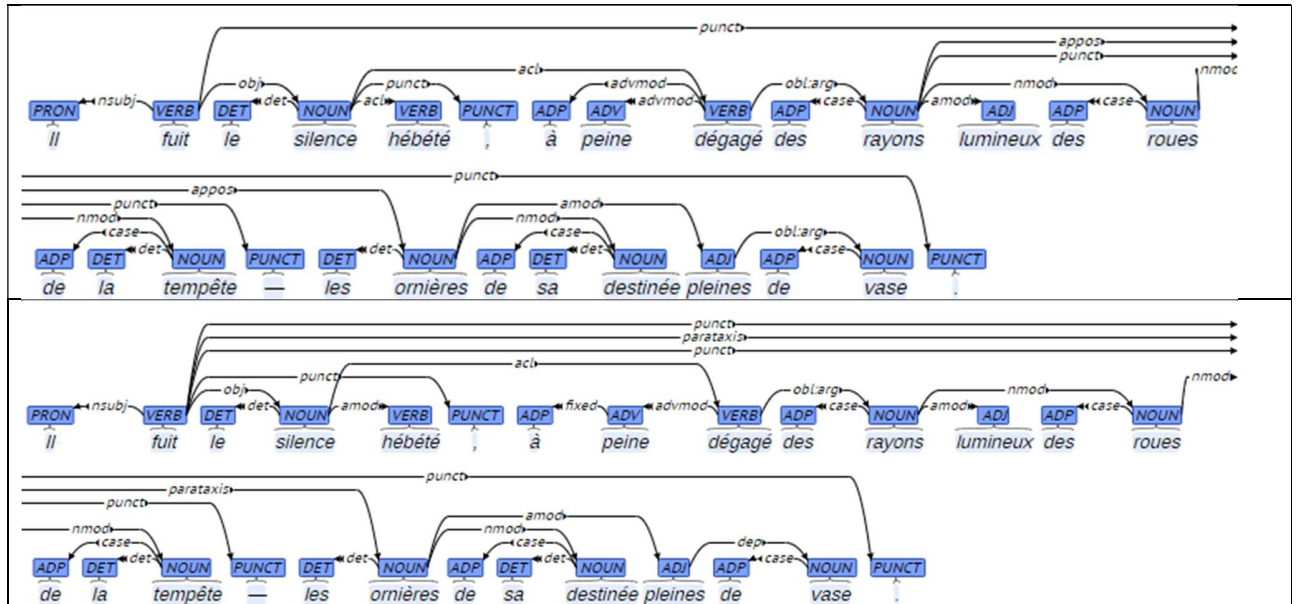 punct
appos
punct
acl nmod nmod
obj punct advmod obl:arg
nsubj det acl advmod case amod case
PRON VERB DET NOUN VERB PUNCT ADP ADV VERB ADP NOUN ADJ ADP NOUN
Il fuit le silence hébété , à peine dégagé des rayons lumineux des roues
punct
appos
punct amod
nmod nmod
case case obl:arg
det det det case
ADP DET NOUN PUNCT DET NOUN ADP DET NOUN ADJ ADP NOUN PUNCT
de la tempête — les ornières de sa destinée pleines de vase .
punct
parataxis
punct
acl
punct nmod
obj obl:arg nmod
nsubj det amod fixed advmod case amod case
PRON VERB DET NOUN VERB PUNCT ADP ADV VERB ADP NOUN ADJ ADP NOUN
Il fuit le silence hébété , à peine dégagé des rayons lumineux des roues
punct
parataxis
punct
amod
nmod nmod
case case dep
det det det case
ADP DET NOUN PUNCT DET NOUN ADP DET NOUN ADJ ADP NOUN PUNCT
de la tempête — les ornières de sa destinée pleines de vase .